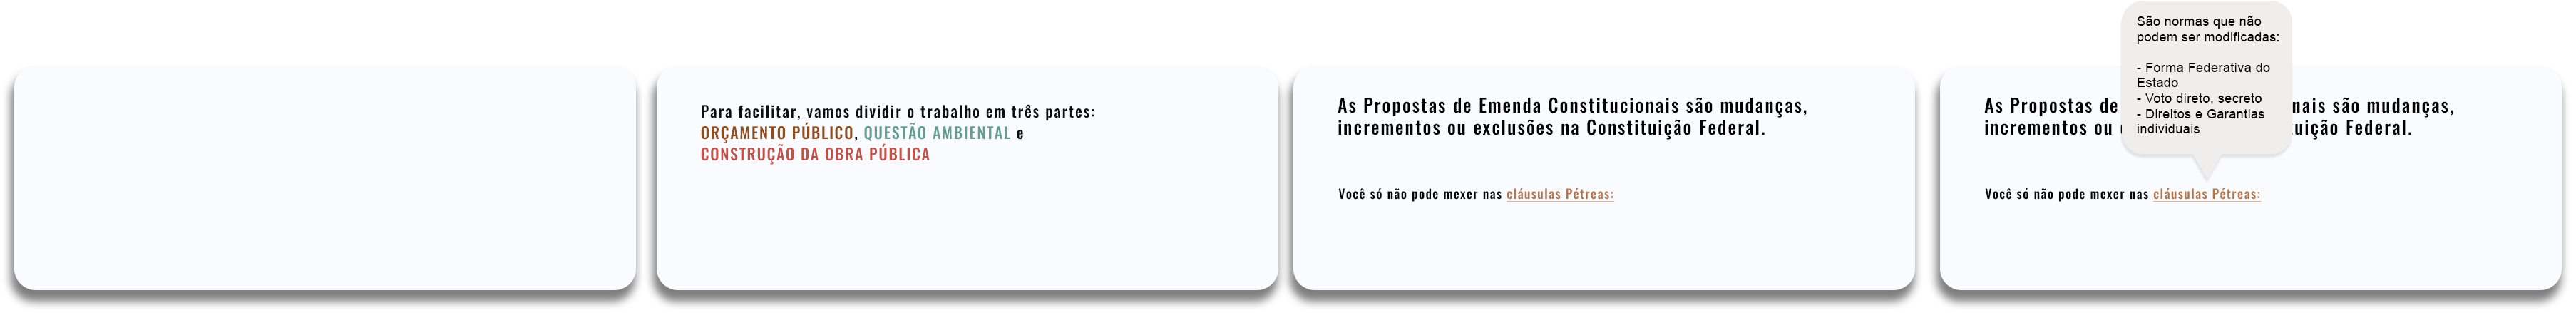 Para facilitar, vamos dividir o trabalho em três partes:
ORÇAMENTO PÚBLICO, QUESTÃO AMBIENTAL e
CONSTRUÇÃO DA OBRA PÚBLICA
As Propostas de Emenda Constitucionais são mudanças,
incrementos ou exclusões na Constituição Federal.
Você só não pode mexer nas cláusulas Pétreas:
São normas que não
podem ser modificadas:
- Forma Federativa do
Estado
- Voto direto, secreto
- Direitos e Garantias
individuais
As Propostas de nais são mudanças,
incrementos ou tuição Federal.
Você só não pode mexer nas cláusulas Pétreas: